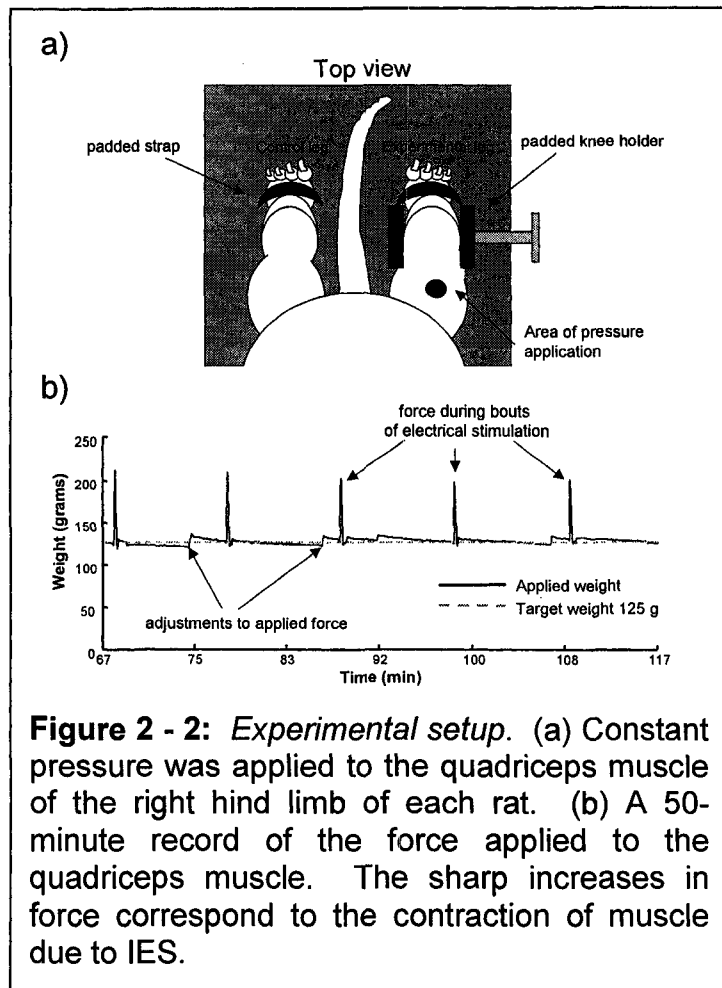 a)
Top view
padded strap
Control leg
padded knee holder
Area of pressure
application
b)
force during bouts
of electrical stimulation
250
200
150
100
50
0
Weight (grams)
adjustments to applied force
Applied weight
Target weight 125 g
67 75 83 92 100 108 117
Time (min)
Figure 2 - 2: Experimental setup. (a) Constant
pressure was applied to the quadriceps muscle
of the right hind limb of each rat. (b) A 50-
minute record of the force applied to the
quadriceps muscle. The sharp increases in
force correspond to the contraction of muscle
due to IES.